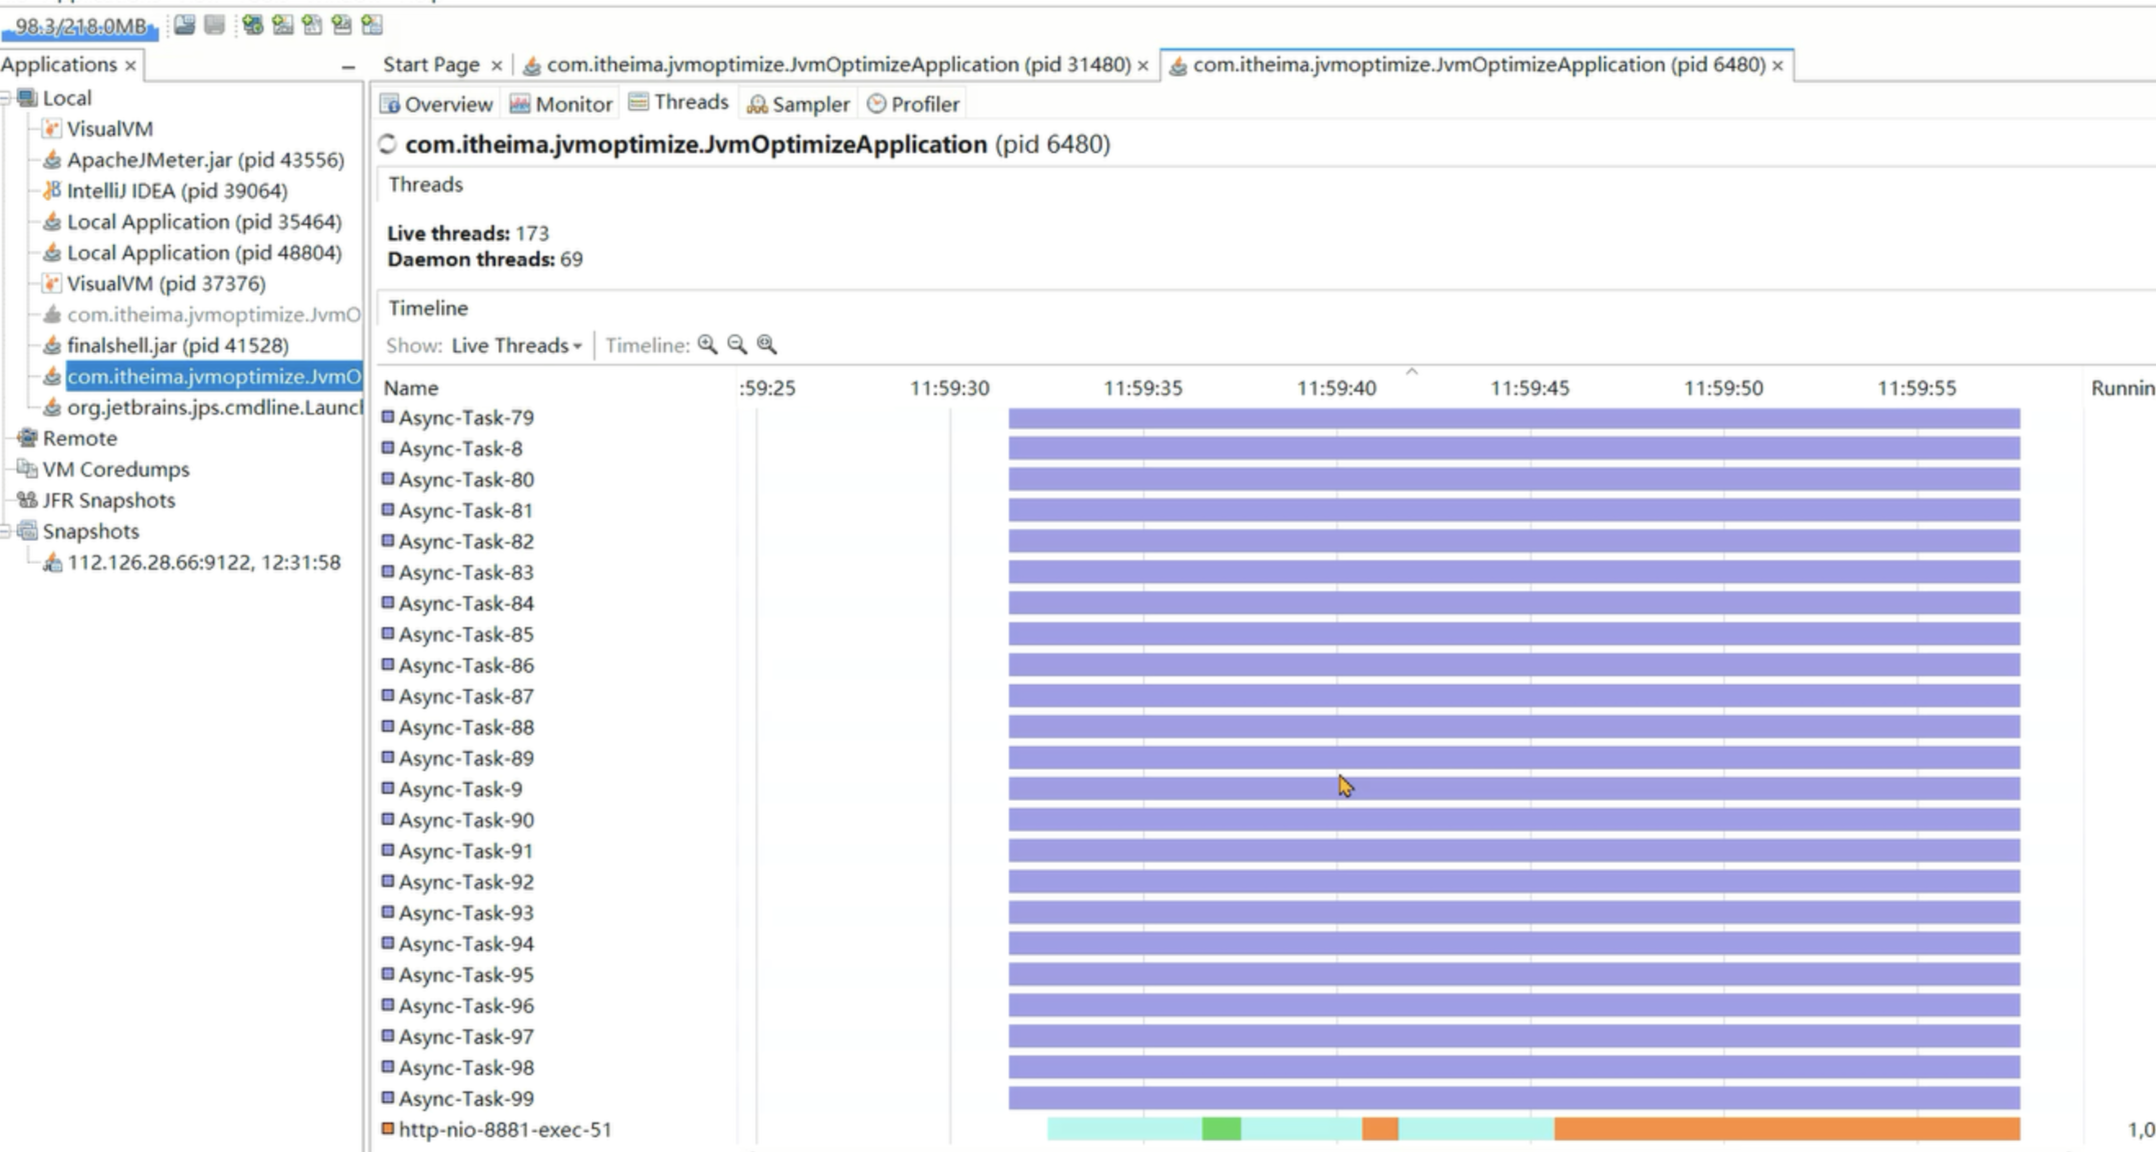 98.3/218.0MB
Applications
Start Page
com.itheima.jvmoptimize.JvmOptimizeApplication (pid 31480)
com.itheima.jvmoptimize.JvmOptimizeApplication (pid 6480)
Local
VisualVM
ApacheJMeter.jar (pid 43556)
IntelliJ IDEA (pid 39064)
Local Application (pid 35464)
Local Application (pid 48804)
VisualVM (pid 37376)
com.itheima.jvmoptimize.JvmO
finalshell.jar (pid 41528)
com.itheima.jvmoptimize.JvmO
org.jetbrains.jps.cmdline.Launcl
Remote
VM Coredumps
JFR Snapshots
Snapshots
112.126.28.66:9122, 12:31:58
Overview Monitor Threads Sampler Profiler
com.itheima.jvmoptimize.JvmOptimizeApplication (pid 6480)
Threads
Live threads: 173
Daemon threads: 69
Timeline
Show: Live Threads Timeline:
Name :59:25 11:59:30 11:59:35 11:59:40 11:59:45 11:59:50 11:59:55 Runnin
Async-Task-79
Async-Task-8
Async-Task-80
Async-Task-81
Async-Task-82
Async-Task-83
Async-Task-84
Async-Task-85
Async-Task-86
Async-Task-87
Async-Task-88
Async-Task-89
Async-Task-9
Async-Task-90
Async-Task-91
Async-Task-92
Async-Task-93
Async-Task-94
Async-Task-95
Async-Task-96
Async-Task-97
Async-Task-98
Async-Task-99
http-nio-8881-exec-51 1,0